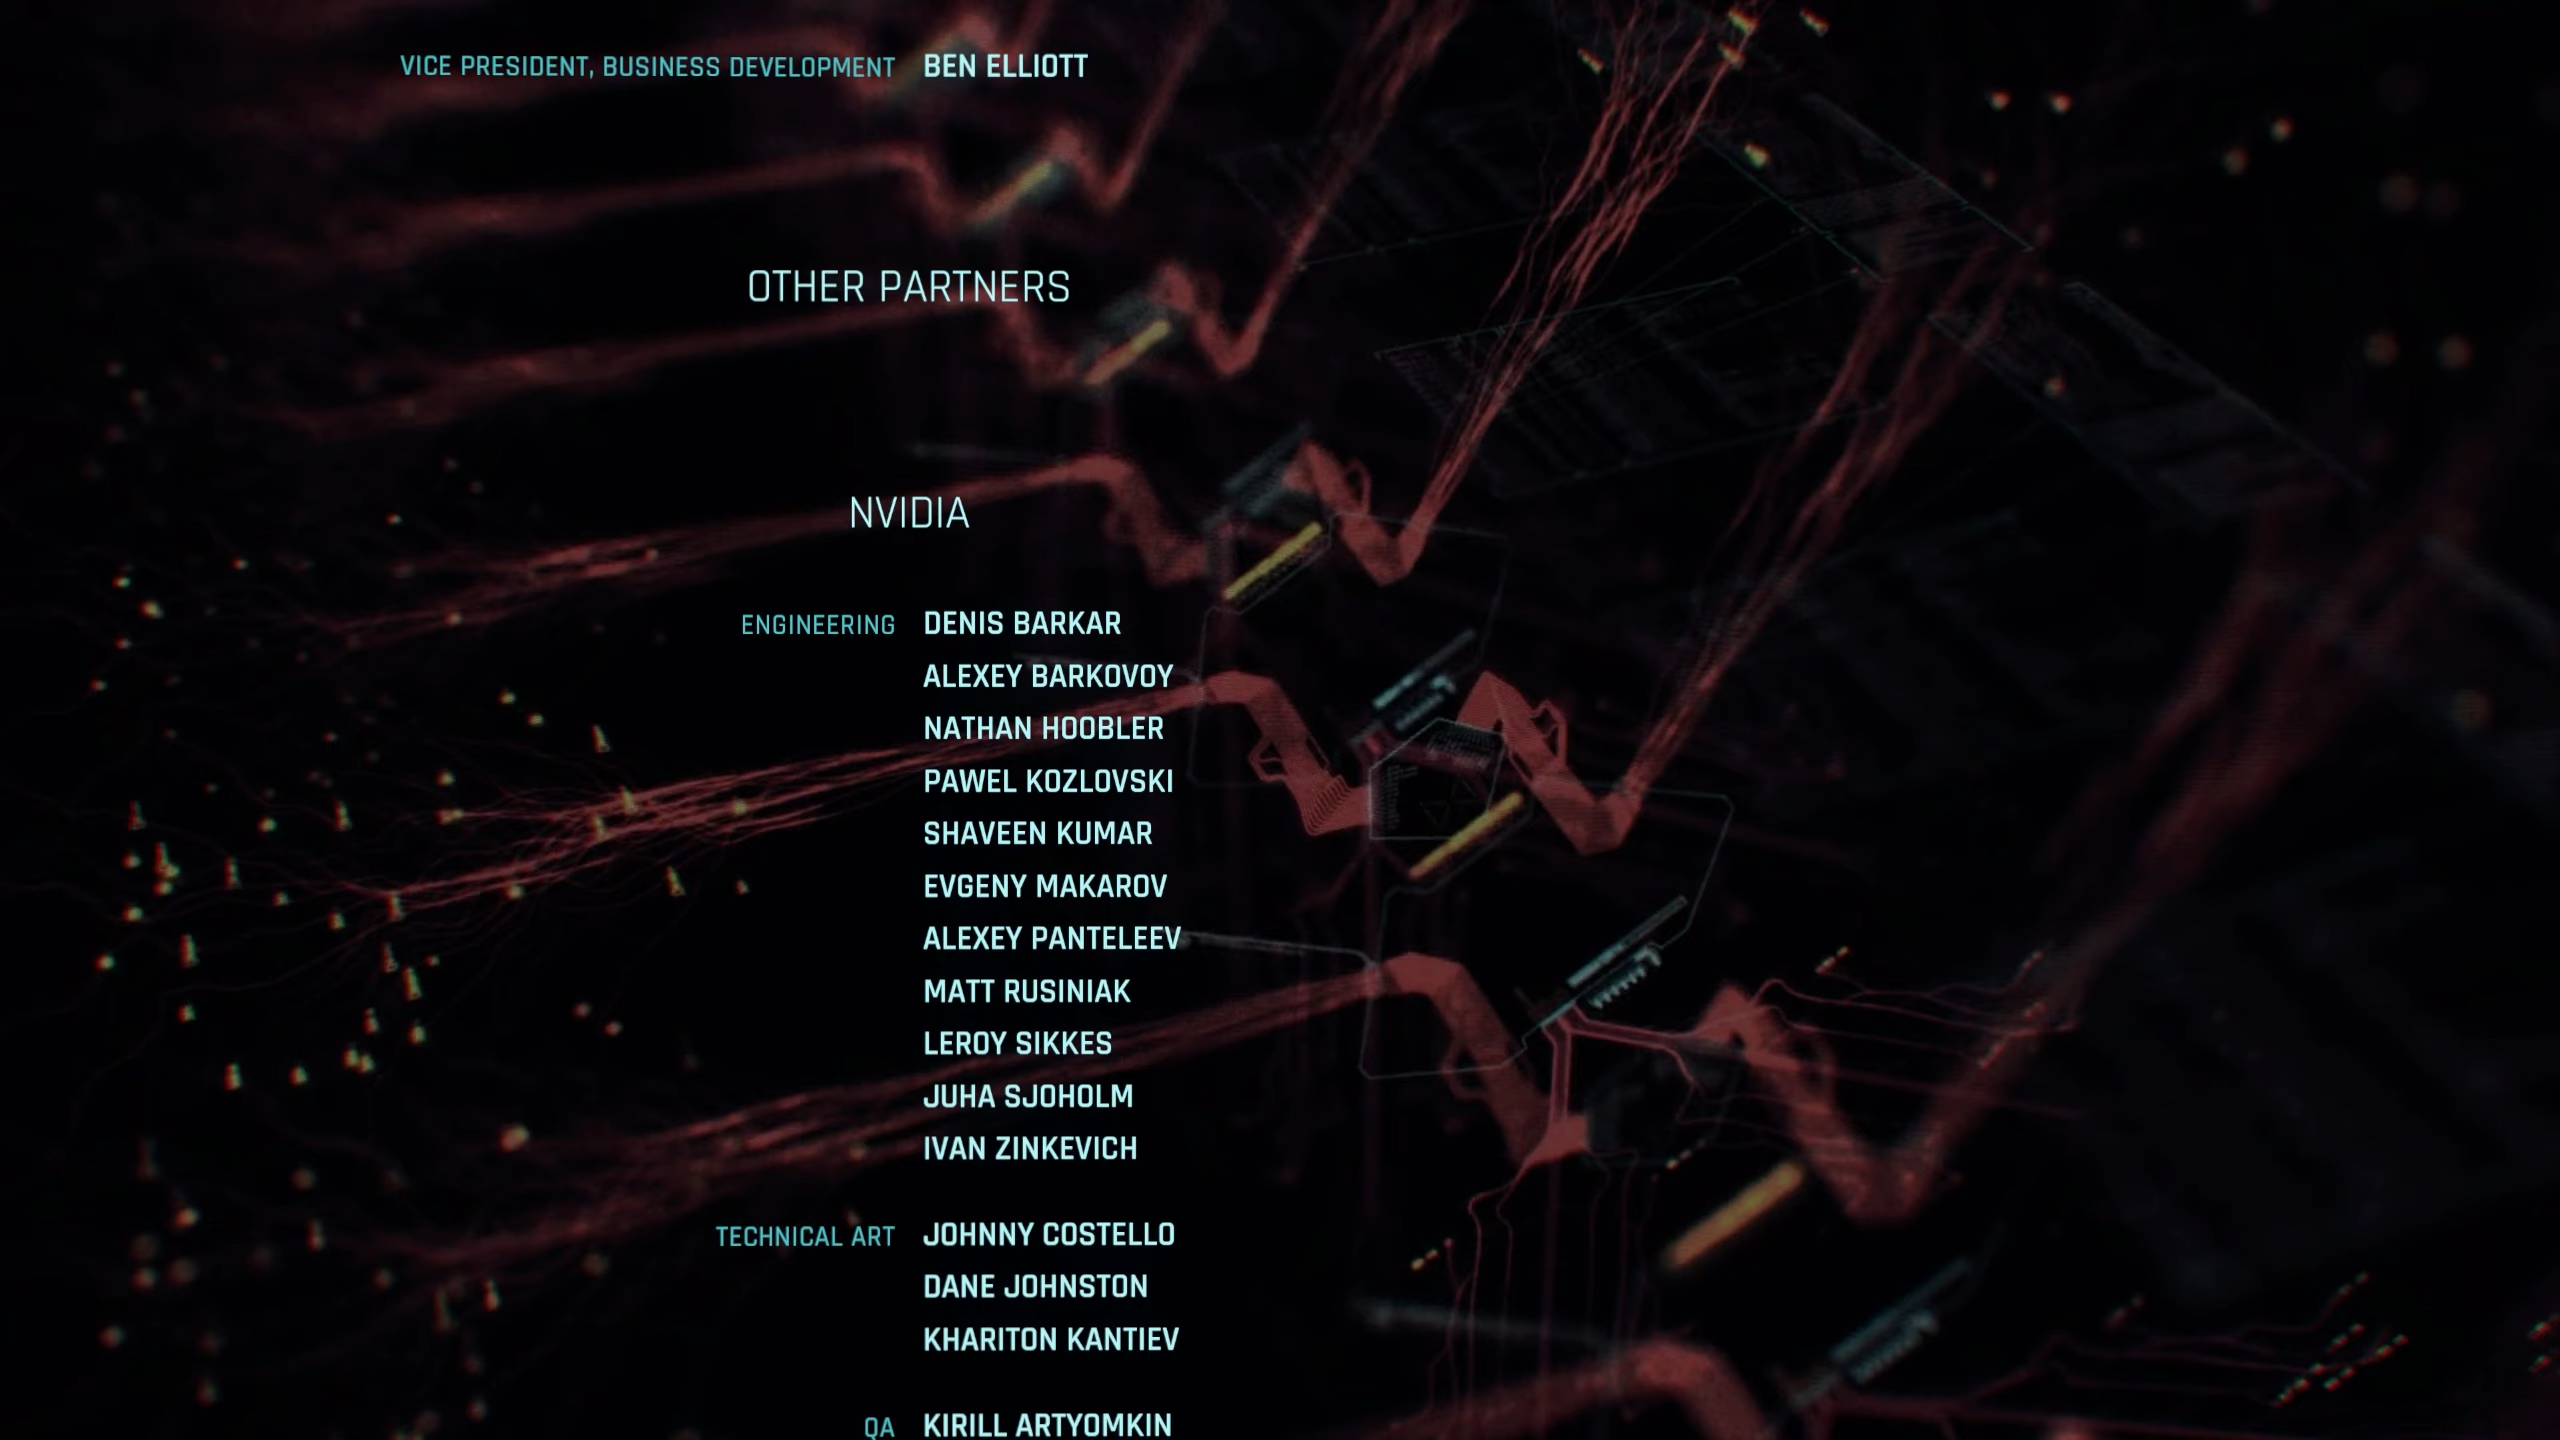 VICE PRESIDENT, BUSINESS DEVELOPMENT BEN ELLIOTT
OTHER PARTNERS
NVIDIA
ENGINEERING DENIS BARKAR
ALEXEY BARKOVOY
NATHAN HOOBLER
PAWEL KOZLOVSKI
SHAVEEN KUMAR
EVGENY MAKAROV
ALEXEY PANTELEEV
MATT RUSINIAK
LEROY SIKKES
JUHA SJOHOLM
IVAN ZINKEVICH
TECHNICAL ART JOHNNY COSTELLO
DANE JOHNSTON
KHARITON KANTIEV
QA KIRILL ARTYOMKIN